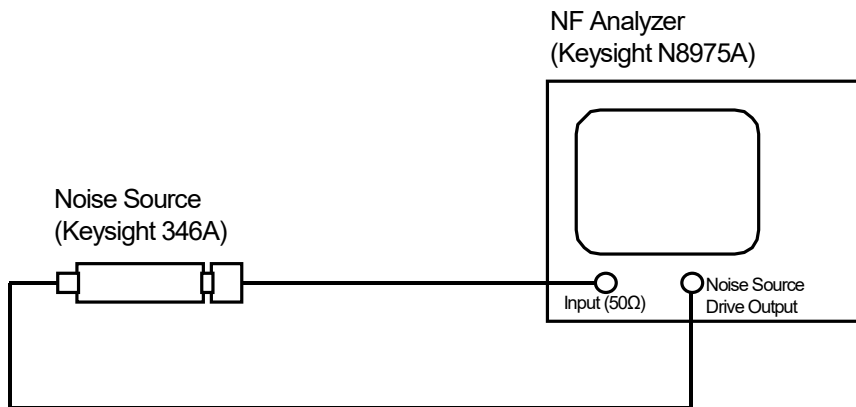 NF Analyzer
(Keysight N8975A)
Noise Source
(Keysight 346A)
Input (50Ω)
Noise Source
Drive Output